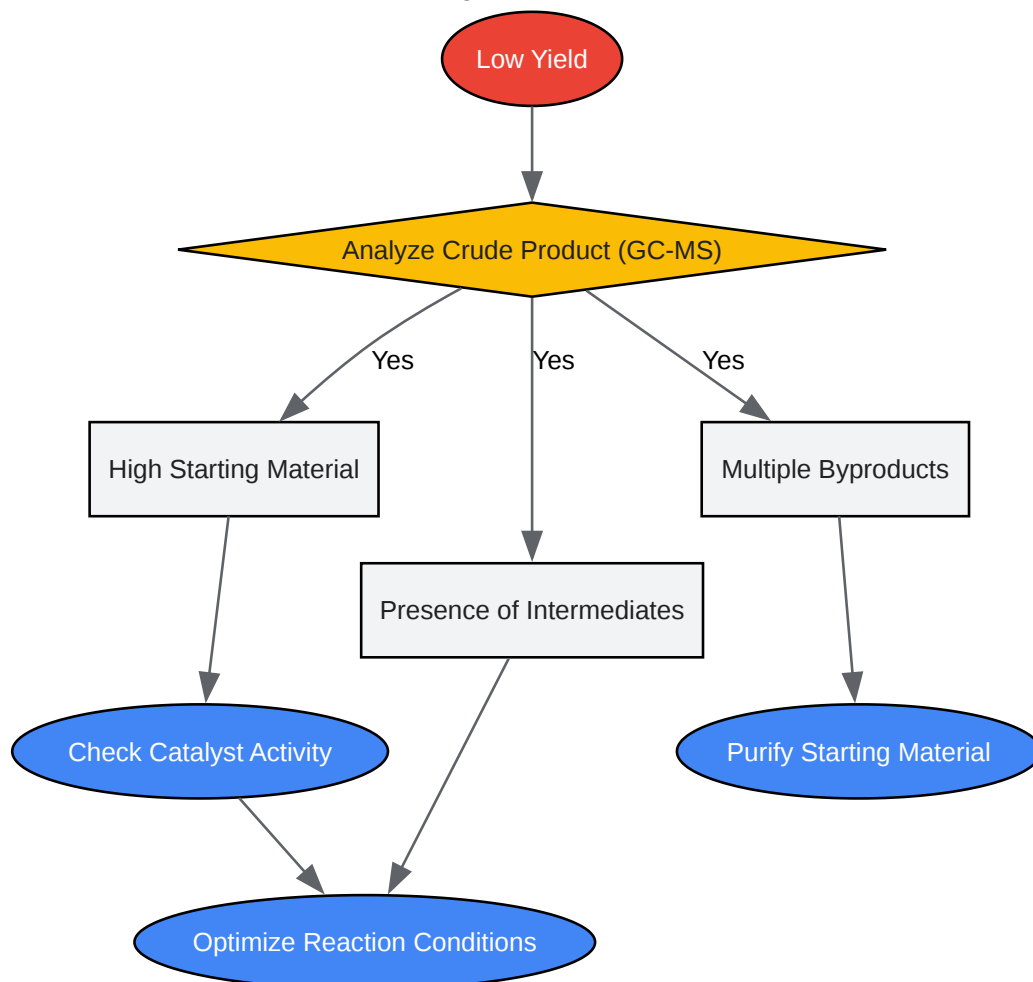 Low Yield
Analyze Crude Product (GC-MS)
Yes
Yes
Yes
High Starting Material
Multiple Byproducts
Presence of Intermediates
Check Catalyst Activity
Purify Starting Material
Optimize Reaction Conditions